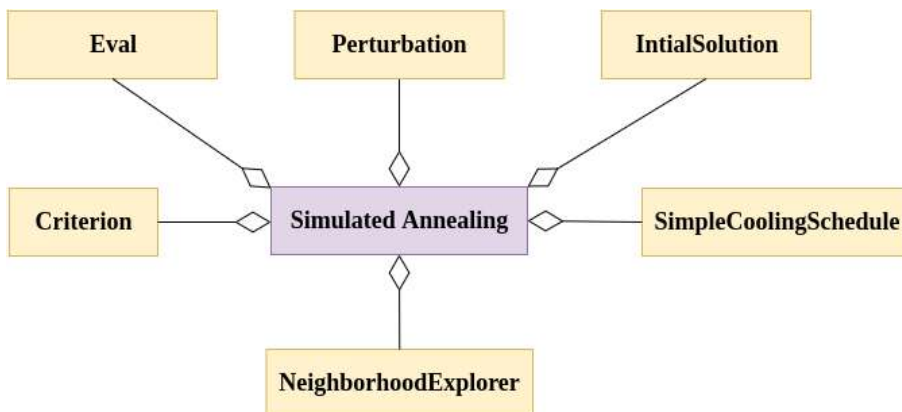 Eval
Perturbation
IntialSolution
Criterion
Simulated Annealing
SimpleCoolingSchedule
NeighborhoodExplorer